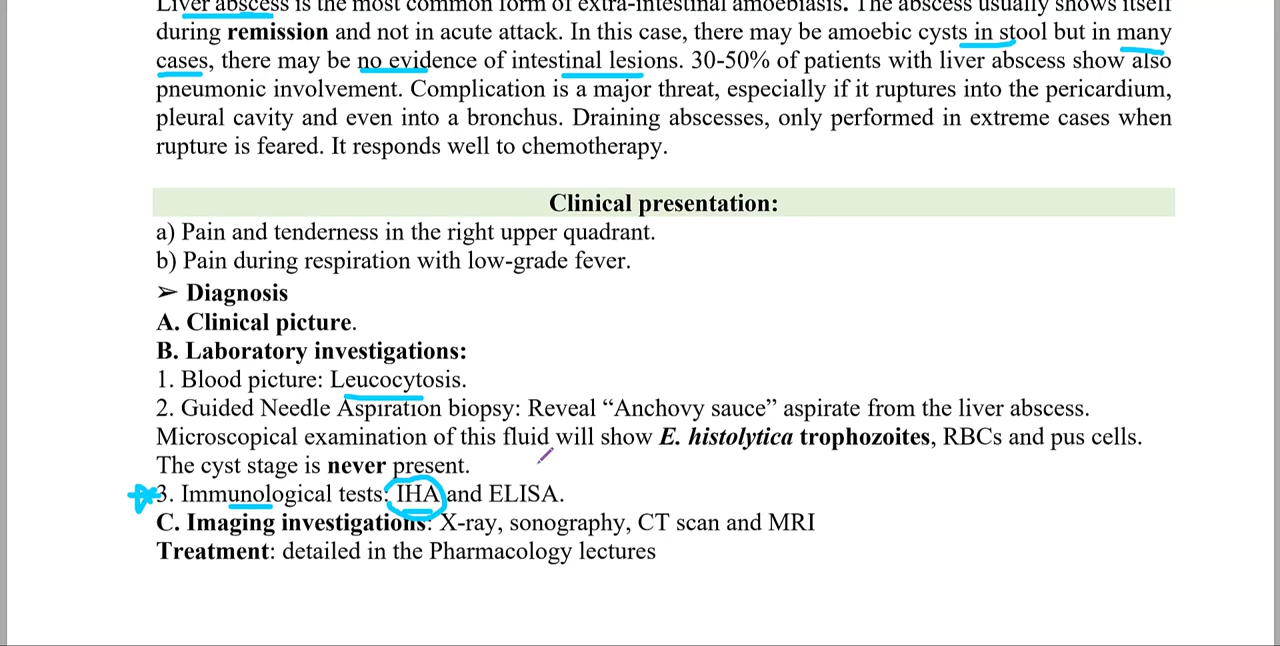 Liver abscess is the most common form of extra-intestinal amoebiasis. The abscess usually shows itself
during remission and not in acute attack. In this case, there may be amoebic cysts in stool but in many
cases, there may be no evidence of intestinal lesions. 30-50% of patients with liver abscess show also
pneumonic involvement. Complication is a major threat, especially if it ruptures into the pericardium,
pleural cavity and even into a bronchus. Draining abscesses, only performed in extreme cases when
rupture is feared. It responds well to chemotherapy.
Clinical presentation:
a) Pain and tenderness in the right upper quadrant.
b) Pain during respiration with low-grade fever.
➢ Diagnosis
A. Clinical picture.
B. Laboratory investigations:
1. Blood picture: Leucocytosis.
2. Guided Needle Aspiration biopsy: Reveal “Anchovy sauce” aspirate from the liver abscess.
Microscopical examination of this fluid will show E. histolytica trophozoites, RBCs and pus cells.
The cyst stage is never present.
3. Immunological tests: IHA and ELISA.
C. Imaging investigations: X-ray, sonography, CT scan and MRI
Treatment: detailed in the Pharmacology lectures